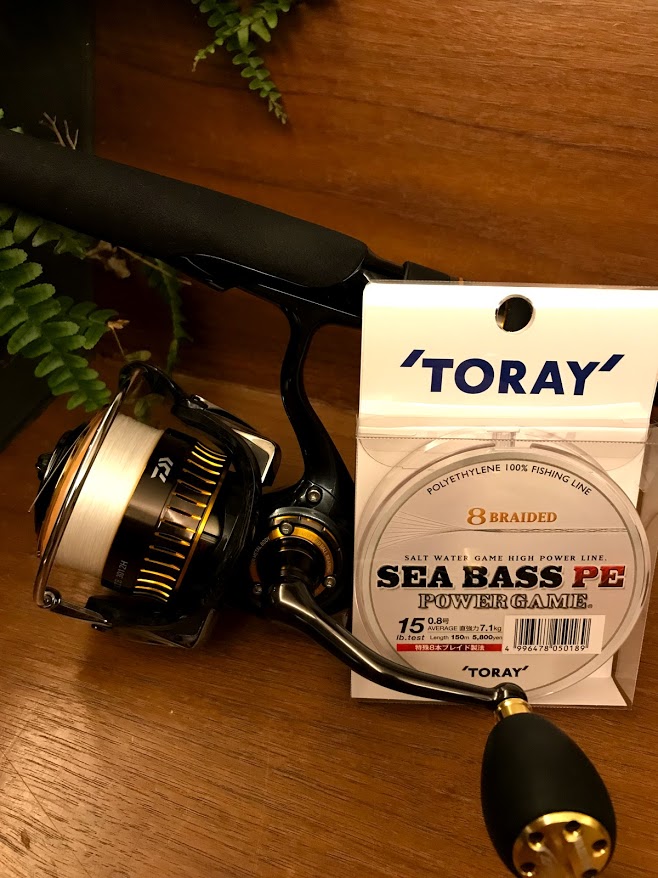 'TORAY'
POLYETHYLENE 100% FISHING LINE
8 BRAIDED
SALT WATER GAME HIGH POWER LINE.
SEA BASS PE
POWER GAME®
15 0.8号
lb.test AVERAGE 直強力 7.1kg
Length 150m 5,800yen
特殊8本ブレイド製法
4 996478 050189
'TORAY'